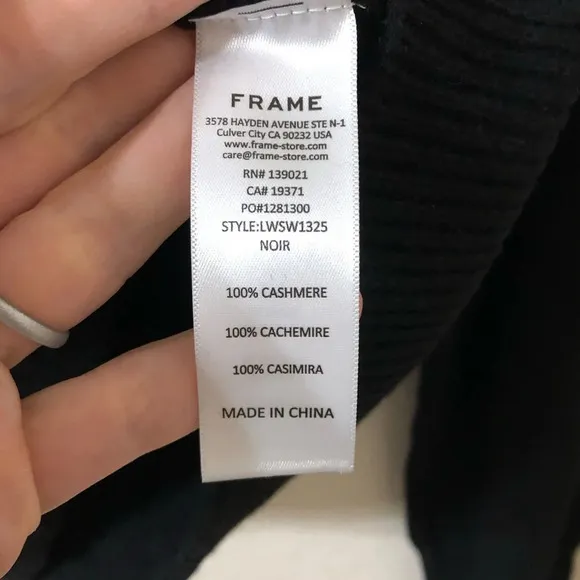 FRAME
3578 HAYDEN AVENUE STE N-1
Culver City CA 90232 USA
www.frame-store.com
care@frame-store.com
RN# 139021
CA# 19371
PO#1281300
STYLE:LWSW1325
NOIR
100% CASHMERE
100% CACHEMIRE
100% CASIMIRA
MADE IN CHINA